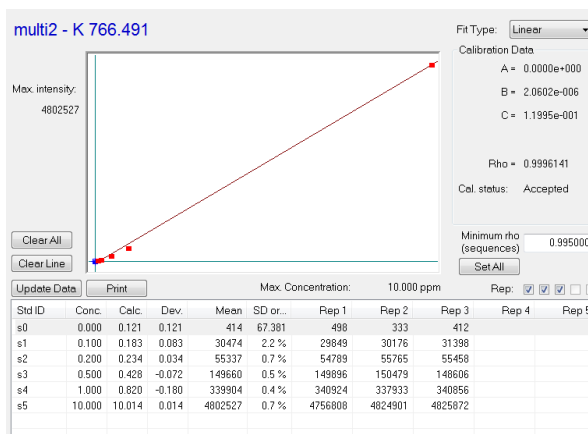 multi2 - K 766.491
Fit Type: Linear
Calibration Data
Max. intensity:
4802527
A = 0.0000e+000
B = 2.0602e-006
C = 1.1995e-001
Rho = 0.9996141
Cal. status: Accepted
Clear All
Clear Line
Minimum rho
(sequences) 0.995000
Set All
Update Data Print Max. Concentration: 10.000 ppm Rep:
Std ID Conc. Calc. Dev. Mean SD or... Rep 1 Rep 2 Rep 3 Rep 4 Rep 5
s0 0.000 0.121 0.121 414 67.381 498 333 412
s1 0.100 0.183 0.083 30474 2.2 % 29849 30176 31398
s2 0.200 0.234 0.034 55337 0.7 % 54789 55765 55458
s3 0.500 0.428 -0.072 149660 0.5 % 149896 150479 148606
s4 1.000 0.820 -0.180 339904 0.4 % 340924 337933 340856
s5 10.000 10.014 0.014 4802527 0.7 % 4756808 4824901 4825872